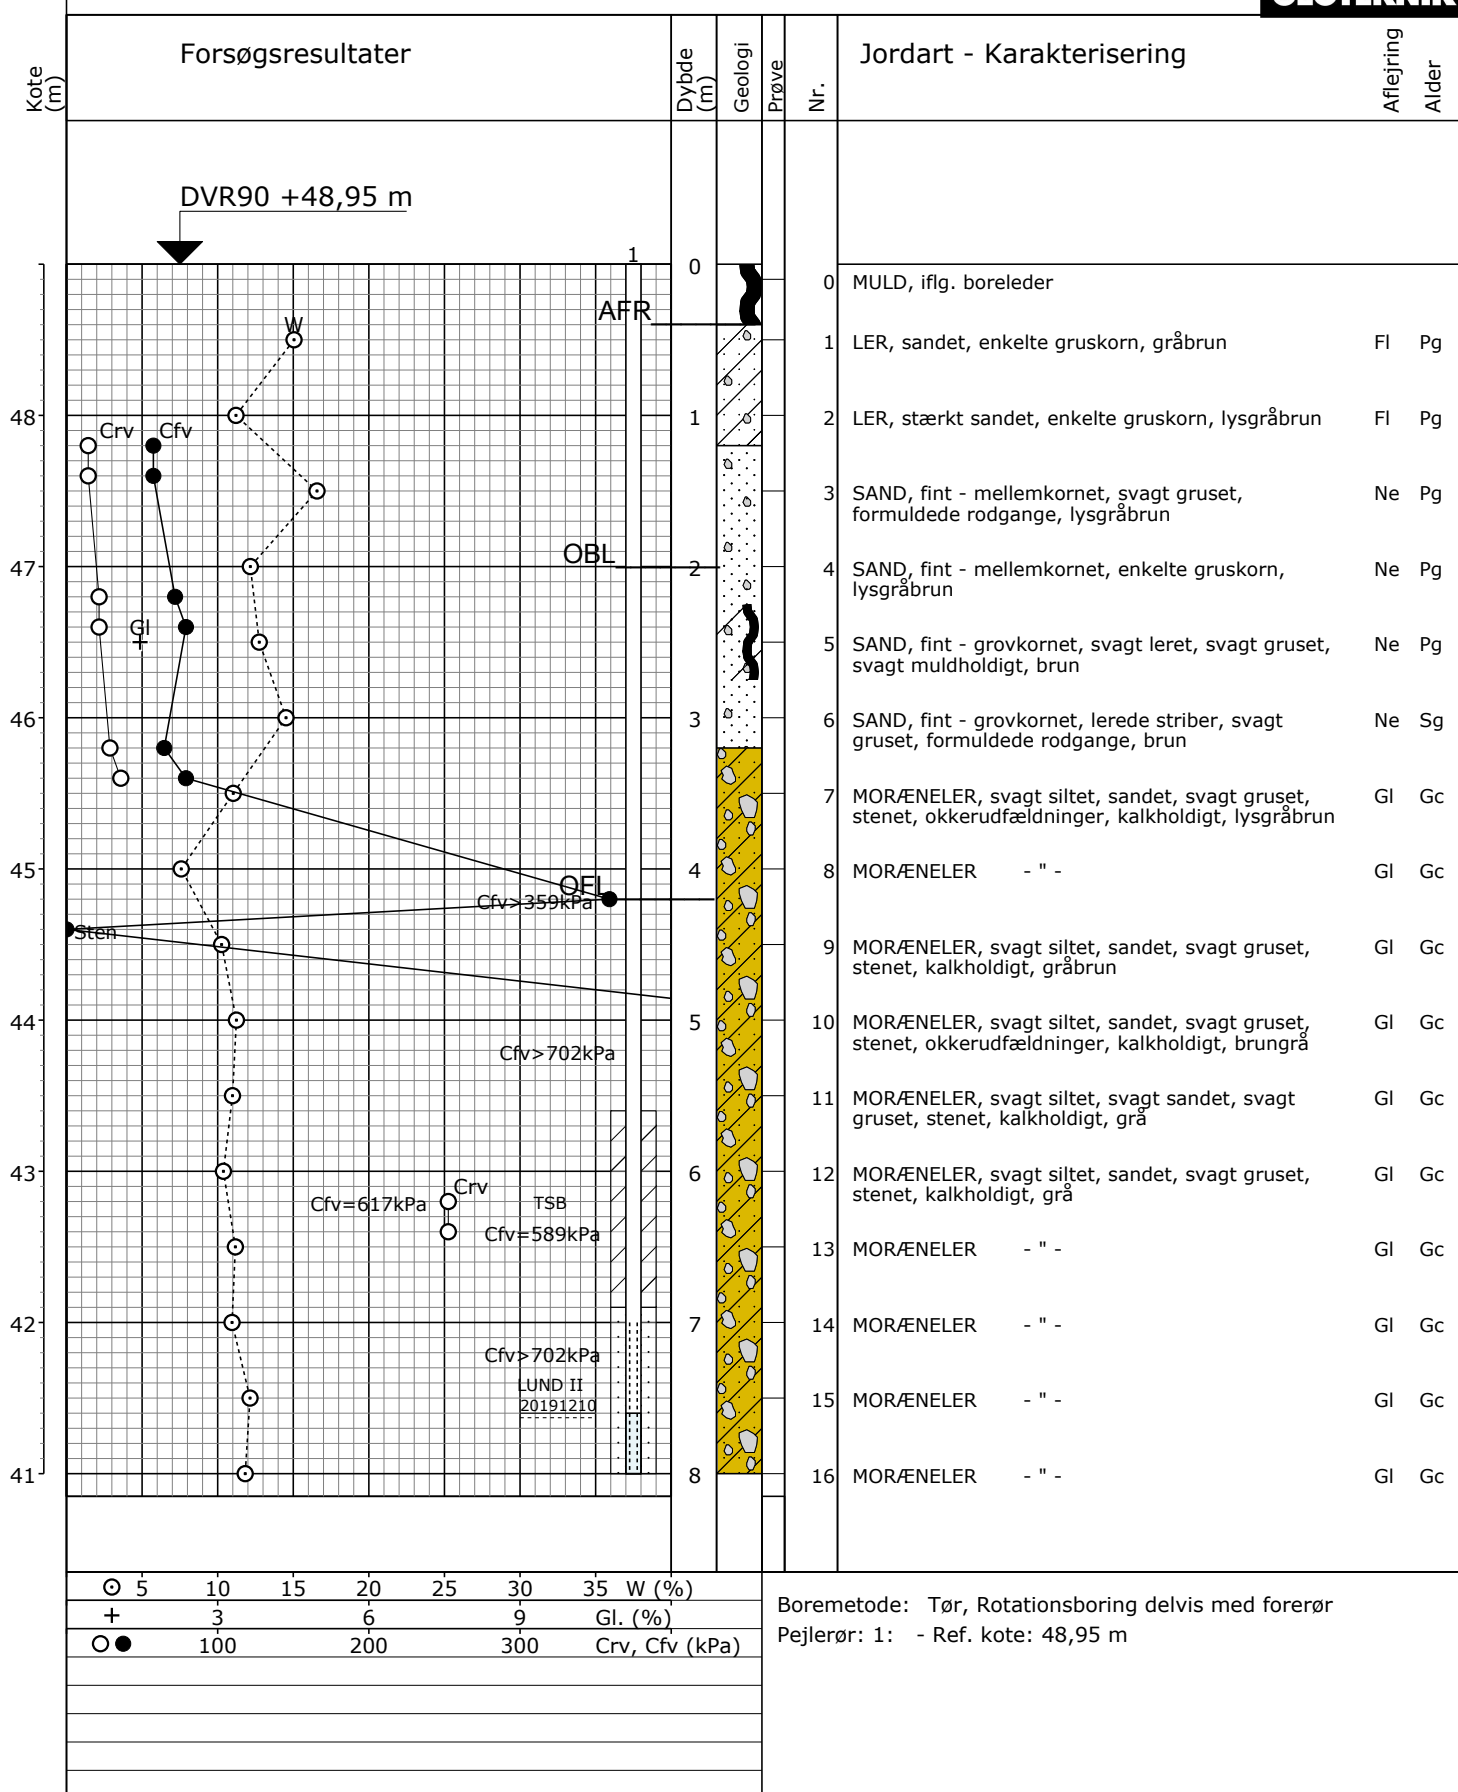 Kote
(m)
Forsøgsresultater
Dybde
(m)
Geologi
Prøve
Nr.
Jordart - Karakterisering
Aflejring
Alder
DVR90 +48,95 m
1
0
0 MULD, iflg. boreleder
AFR
W
1 LER, sandet, enkelte gruskorn, gråbrun Fl Pg
48
1
2 LER, stærkt sandet, enkelte gruskorn, lysgråbrun Fl Pg
Crv Cfv
3 SAND, fint - mellemkornet, svagt gruset, Ne Pg
formuldede rodgange, lysgråbrun
OBL
47
2
4 SAND, fint - mellemkornet, enkelte gruskorn, Ne Pg
lysgråbrun
Gl
5 SAND, fint - grovkornet, svagt leret, svagt gruset, Ne Pg
svagt muldholdigt, brun
46
3
6 SAND, fint - grovkornet, lerede striber, svagt Ne Sg
gruset, formuldede rodgange, brun
7 MORÆNELER, svagt siltet, sandet, svagt gruset, Gl Gc
stenet, okkerudfældninger, kalkholdigt, lysgråbrun
45
4
8 MORÆNELER - " - Gl Gc
OFL
Cfv>359kPa
Sten
9 MORÆNELER, svagt siltet, sandet, svagt gruset, Gl Gc
stenet, kalkholdigt, gråbrun
44
5
10 MORÆNELER, svagt siltet, sandet, svagt gruset, Gl Gc
stenet, okkerudfældninger, kalkholdigt, brungrå
Cfv>702kPa
11 MORÆNELER, svagt siltet, svagt sandet, svagt Gl Gc
gruset, stenet, kalkholdigt, grå
43
6
12 MORÆNELER, svagt siltet, sandet, svagt gruset, Gl Gc
stenet, kalkholdigt, grå
Crv
Cfv=617kPa
TSB
Cfv=589kPa
13 MORÆNELER - " - Gl Gc
42
7
14 MORÆNELER - " - Gl Gc
Cfv>702kPa
LUND II
20191210
15 MORÆNELER - " - Gl Gc
41
8
16 MORÆNELER - " - Gl Gc
5 10 15 20 25 30 35 W (%)
+ 3 6 9 Gl. (%)
100 200 300 Crv, Cfv (kPa)
Boremetode: Tør, Rotationsboring delvis med forerør
Pejlerør: 1: - Ref. kote: 48,95 m